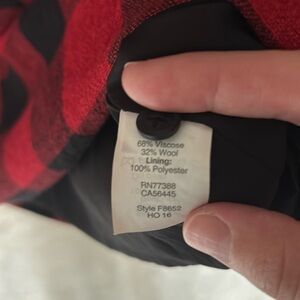 68% Viscose
32% Wool
Lining:
100% Polyester
RN77388
CA56445
Style F8652
HO 16